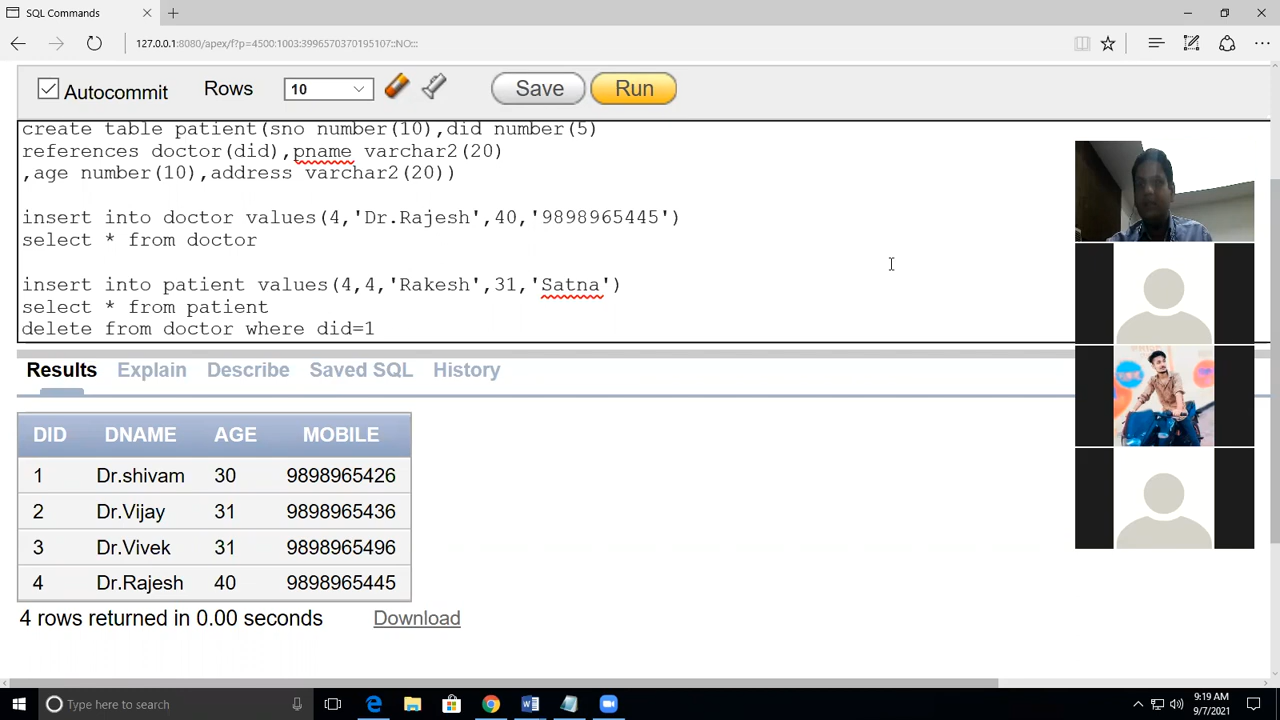 SQL Commands
127.0.0.1:8080/apex/f?p=4500:1003:3996570370195107::NO:::
Autocommit Rows 10 Save Run
create table patient(sno number(10),did number(5)
references doctor(did),pname varchar2(20)
,age number(10),address varchar2(20))
insert into doctor values(4,'Dr.Rajesh',40,'9898965445')
select * from doctor
insert into patient values(4,4,'Rakesh',31,'Satna')
select * from patient
delete from doctor where did=1
Results Explain Describe Saved SQL History
DID DNAME AGE MOBILE
1 Dr.shivam 30 9898965426
2 Dr.Vijay 31 9898965436
3 Dr.Vivek 31 9898965496
4 Dr.Rajesh 40 9898965445
4 rows returned in 0.00 seconds Download
Type here to search
9:19 AM
9/7/2021